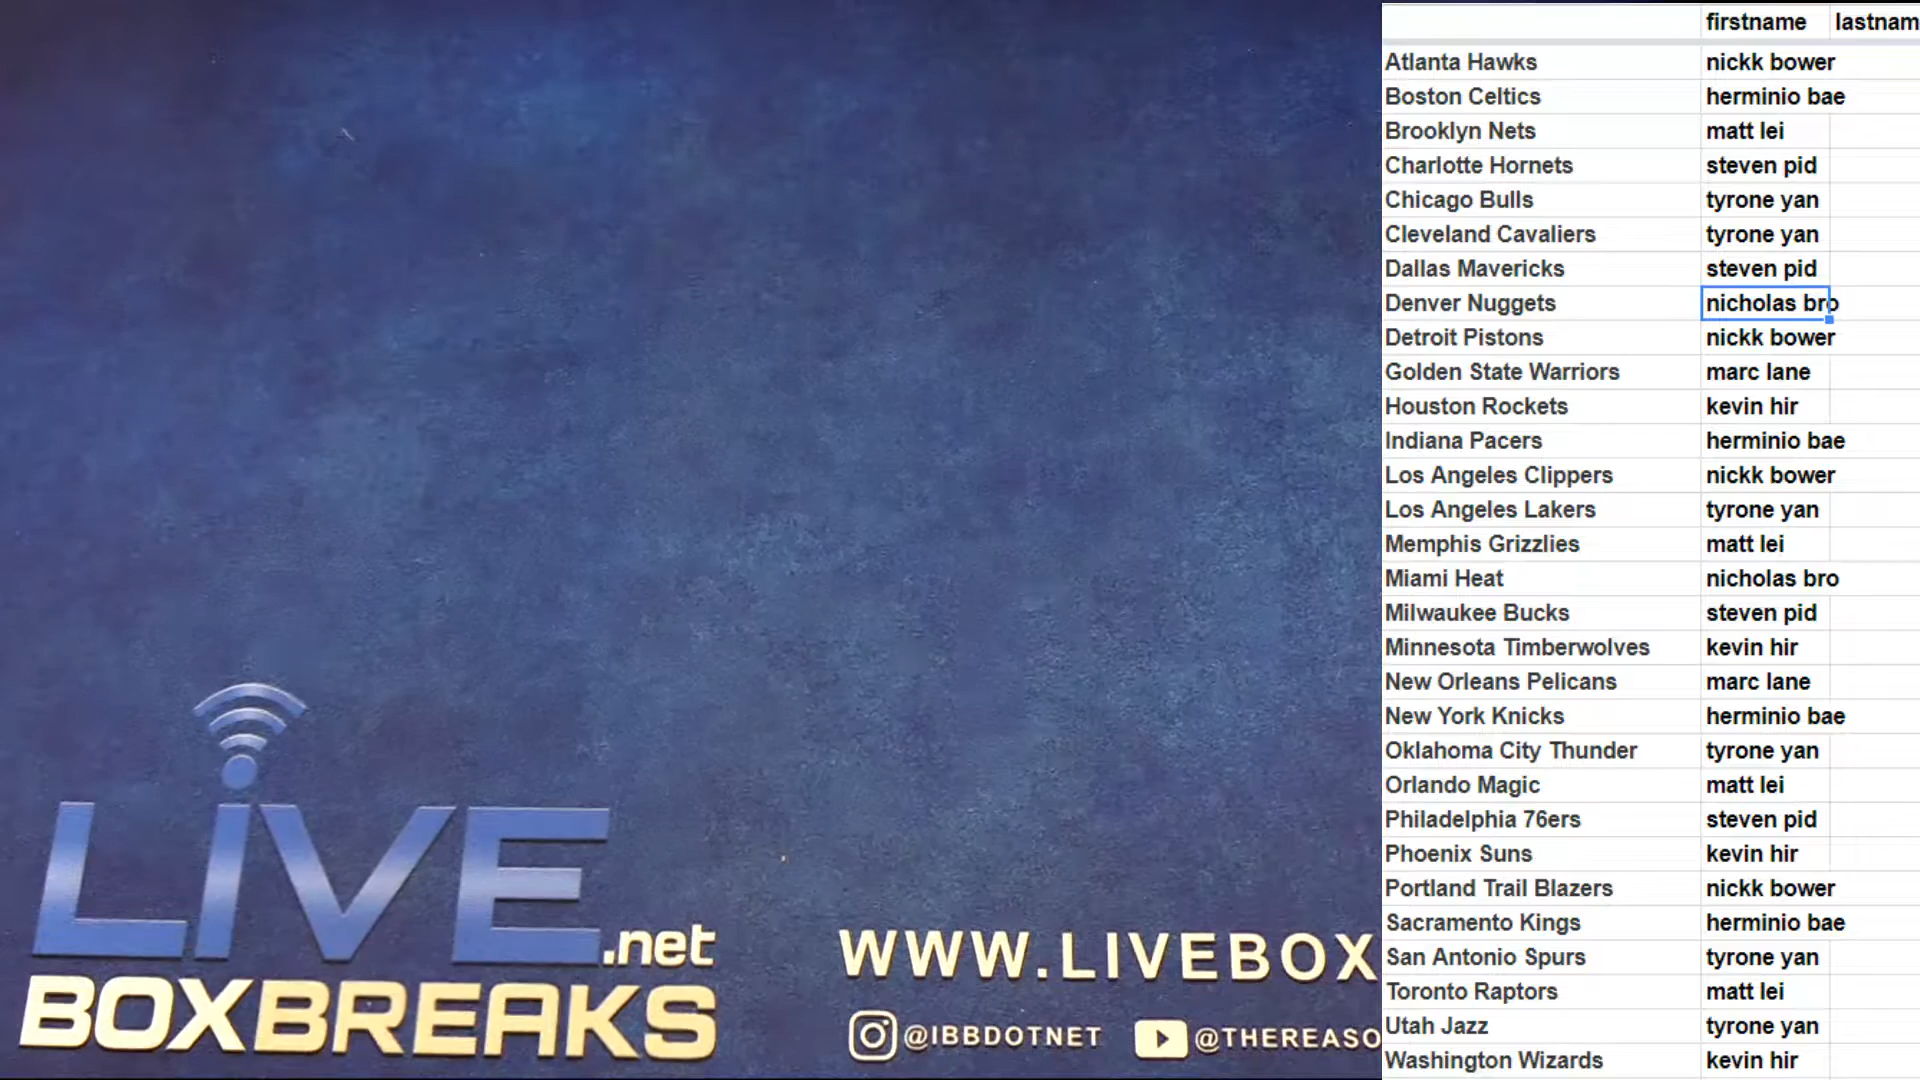 firstname lastnam
Atlanta Hawks nickk bower
Boston Celtics herminio bae
Brooklyn Nets matt lei
Charlotte Hornets steven pid
Chicago Bulls tyrone yan
Cleveland Cavaliers tyrone yan
Dallas Mavericks steven pid
Denver Nuggets nicholas bro
Detroit Pistons nickk bower
Golden State Warriors marc lane
Houston Rockets kevin hir
Indiana Pacers herminio bae
Los Angeles Clippers nickk bower
Los Angeles Lakers tyrone yan
Memphis Grizzlies matt lei
Miami Heat nicholas bro
Milwaukee Bucks steven pid
Minnesota Timberwolves kevin hir
New Orleans Pelicans marc lane
New York Knicks herminio bae
Oklahoma City Thunder tyrone yan
Orlando Magic matt lei
Philadelphia 76ers steven pid
Phoenix Suns kevin hir
Portland Trail Blazers nickk bower
Sacramento Kings herminio bae
San Antonio Spurs tyrone yan
Toronto Raptors matt lei
Utah Jazz tyrone yan
Washington Wizards kevin hir
LIVE.net
BOXBREAKS
WWW.LIVEBOX
@IBBDOTNET @THEREASO